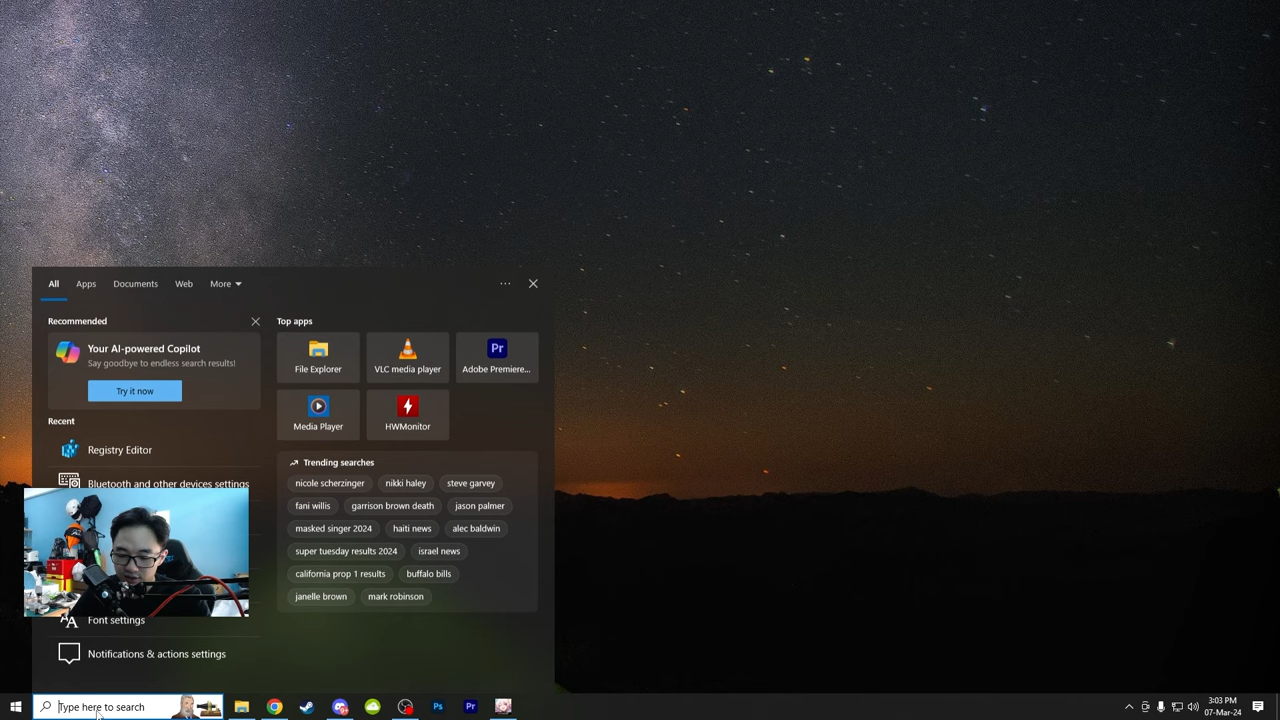 All
Apps
Documents
Web
More
Recommended
Your AI-powered Copilot
Say goodbye to endless search results!
Try it now
Recent
Registry Editor
Bluetooth and other devices settings
Font settings
Notifications & actions settings
Top apps
File Explorer
VLC media player
Pr
Adobe Premiere...
Media Player
HWMonitor
Trending searches
nicole scherzinger
nikki haley
steve garvey
fani willis
garrison brown death
jason palmer
masked singer 2024
haiti news
alec baldwin
super tuesday results 2024
israel news
california prop 1 results
buffalo bills
janelle brown
mark robinson
Type here to search
Ps
Pr
3:03 PM
07-Mar-24